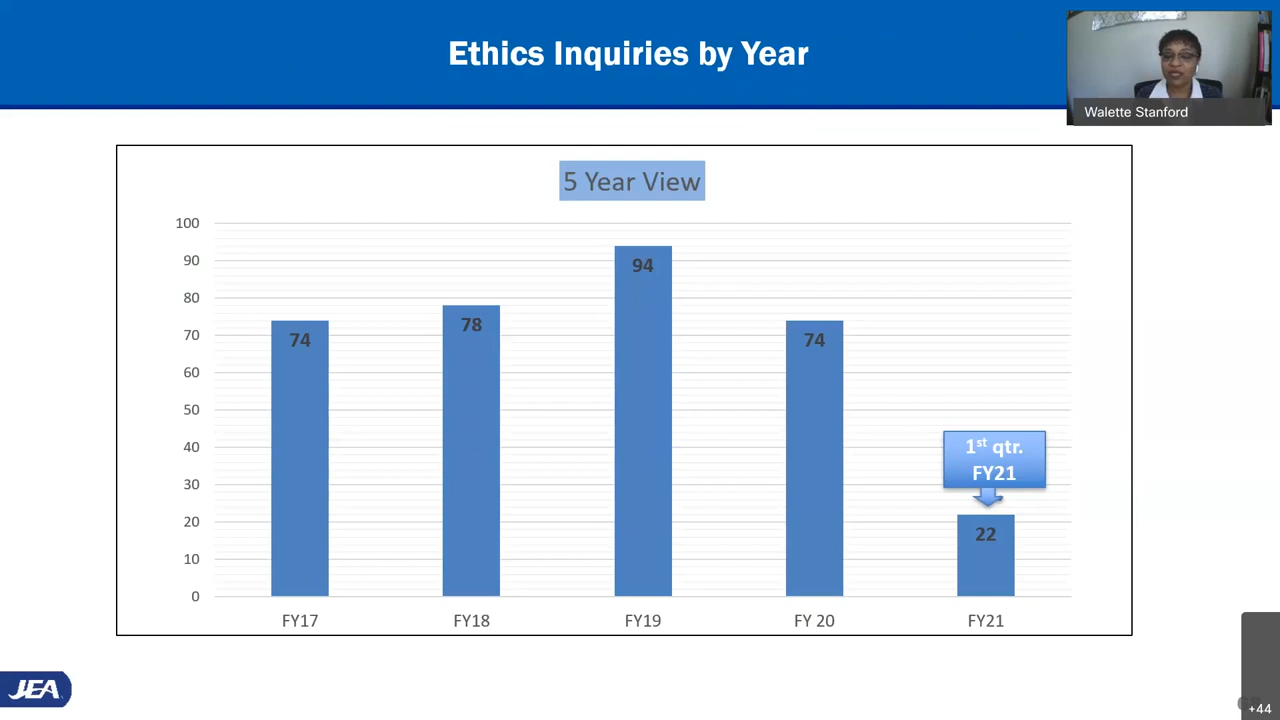 Ethics Inquiries by Year
Walette Stanford
5 Year View
100
90
80
70
60
50
40
30
20
10
0
74
78
94
74
1st qtr.
FY21
22
FY17
FY18
FY19
FY 20
FY21
JEA
+44